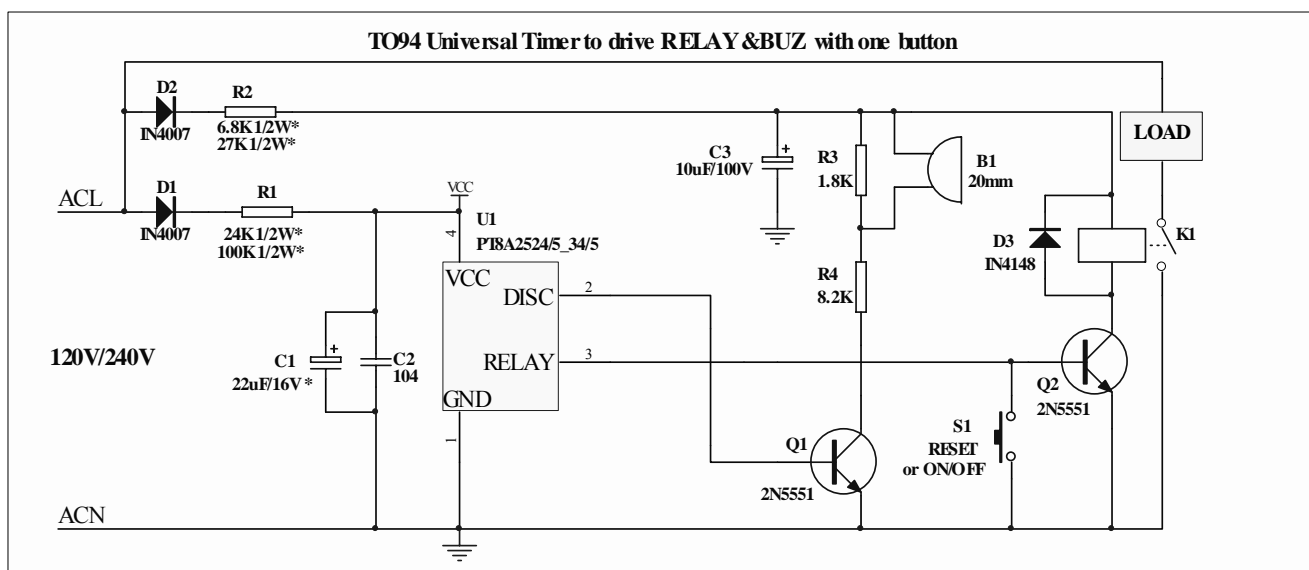 TO94 Universal Timer to drive RELAY&BUZ with one button
D2
IN4007
R2
6.8K1/2W*
27K1/2W*
ACL
D1
IN4007
R1
24K1/2W*
100K1/2W*
VCC
4
U1
PT8A2524/5_34/5
VCC
DISC
2
RELAY
3
GND
1
C3
10uF/100V
+
R3
1.8K
B1
20mm
R4
8.2K
D3
IN4148
LOAD
K1
120V/240V
C1
22uF/16V*
+
C2
104
Q1
2N5551
S1
RESET
or ON/OFF
Q2
2N5551
ACN